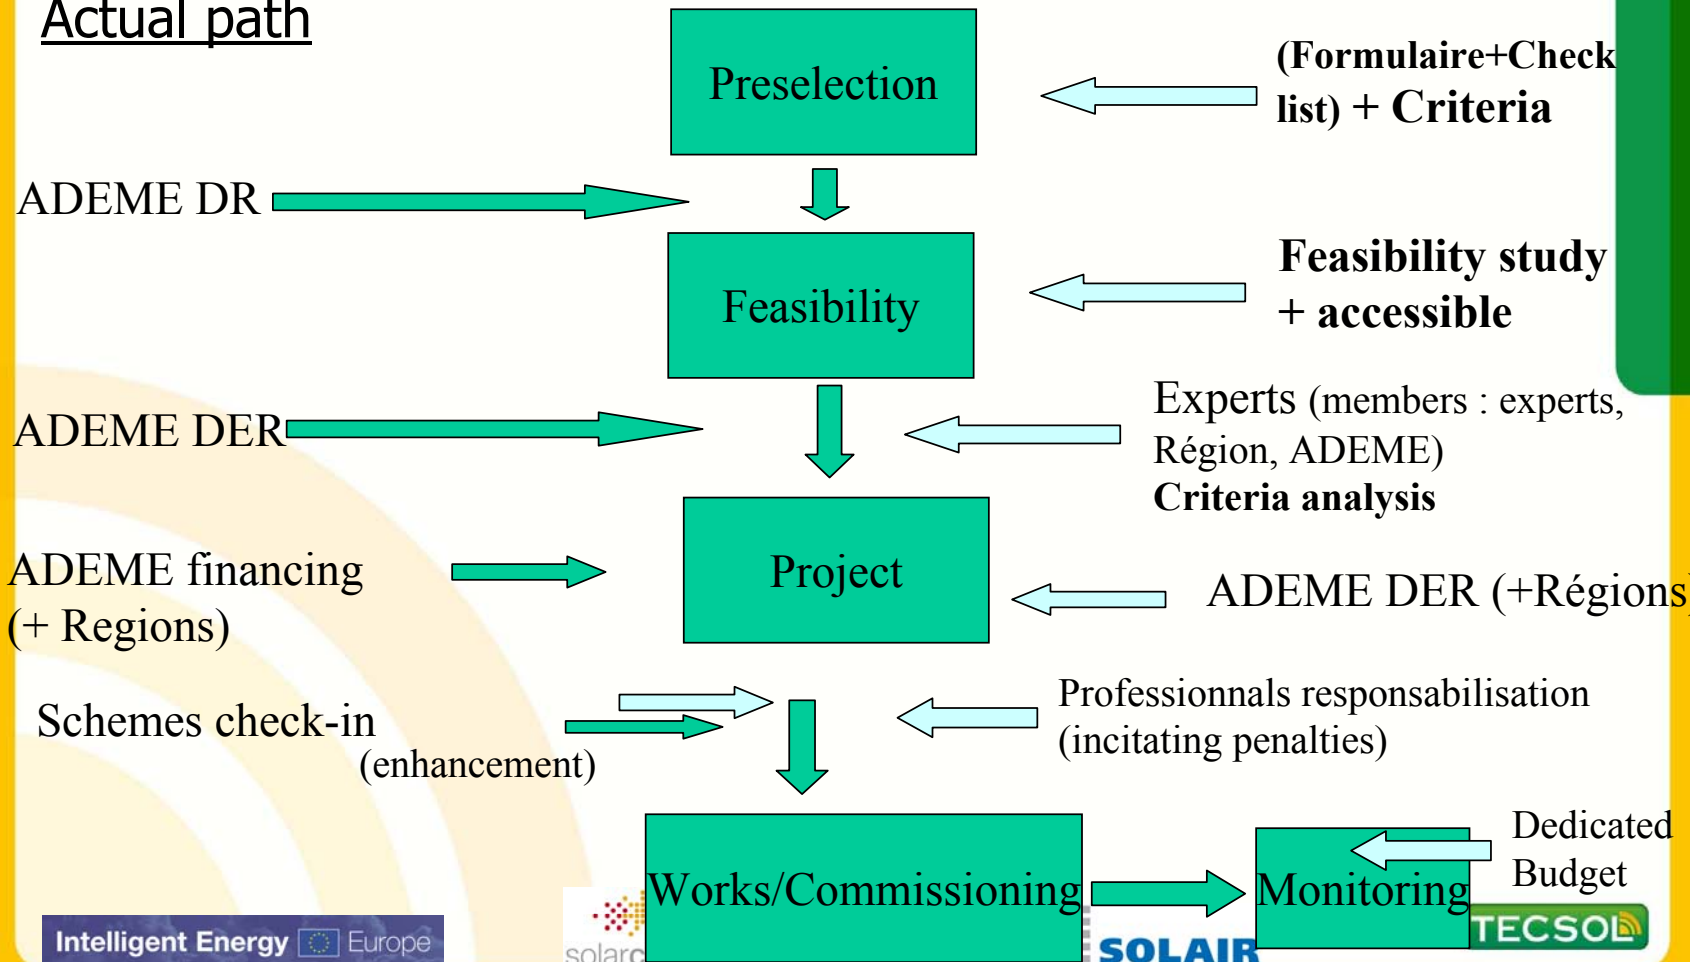 Actual path
Preselection
(Formulaire+Check
list) + Criteria
ADEME DR
Feasibility
Feasibility study
+ accessible
ADEME DER
Experts (members : experts,
Région, ADEME)
Criteria analysis
ADEME financing
(+ Regions)
Project
ADEME DER (+Régions)
Schemes check-in
(enhancement)
Professionnals responsabilisation
(incitating penalties)
Works/Commissioning
Monitoring
Dedicated
Budget
Intelligent Energy Europe
solarc
SOLAIR
TECSOL